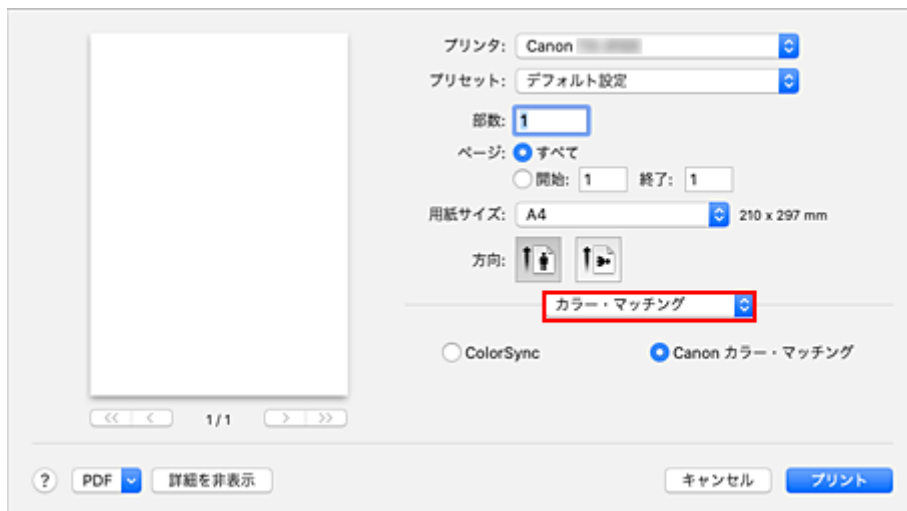 プリンタ: Canon
プリセット: デフォルト設定
部数: 1
ページ: すべて
開始: 1 終了: 1
用紙サイズ: A4 210 x 297 mm
方向:
カラー・マッチング
ColorSync Canon カラー・マッチング
<< < 1 / 1 > >>
? PDF 詳細を非表示 キャンセル プリント